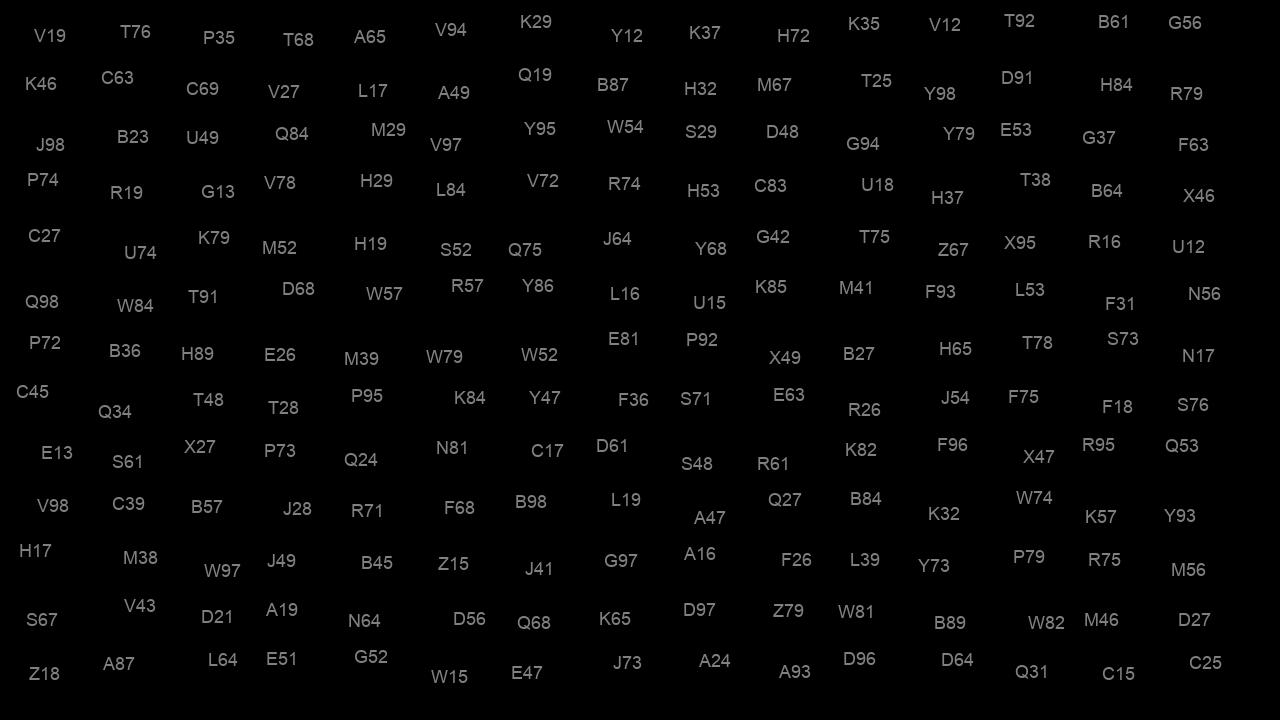 V19 T76 P35 T68 A65 V94 K29 Y12 K37 H72 K35 V12 T92 B61 G56
K46 C63 C69 V27 L17 A49 Q19 B87 H32 M67 T25 Y98 D91 H84 R79
J98 B23 U49 Q84 M29 V97 Y95 W54 S29 D48 G94 Y79 E53 G37 F63
P74 R19 G13 V78 H29 L84 V72 R74 H53 C83 U18 H37 T38 B64 X46
C27 U74 K79 M52 H19 S52 Q75 J64 Y68 G42 T75 Z67 X95 R16 U12
Q98 W84 T91 D68 W57 R57 Y86 L16 U15 K85 M41 F93 L53 F31 N56
P72 B36 H89 E26 M39 W79 W52 E81 P92 X49 B27 H65 T78 S73 N17
C45 Q34 T48 T28 P95 K84 Y47 F36 S71 E63 R26 J54 F75 F18 S76
E13 S61 X27 P73 Q24 N81 C17 D61 S48 R61 K82 F96 X47 R95 Q53
V98 C39 B57 J28 R71 F68 B98 L19 A47 Q27 B84 K32 W74 K57 Y93
H17 M38 W97 J49 B45 Z15 J41 G97 A16 F26 L39 Y73 P79 R75 M56
S67 V43 D21 A19 N64 D56 Q68 K65 D97 Z79 W81 B89 W82 M46 D27
Z18 A87 L64 E51 G52 W15 E47 J73 A24 A93 D96 D64 Q31 C15 C25